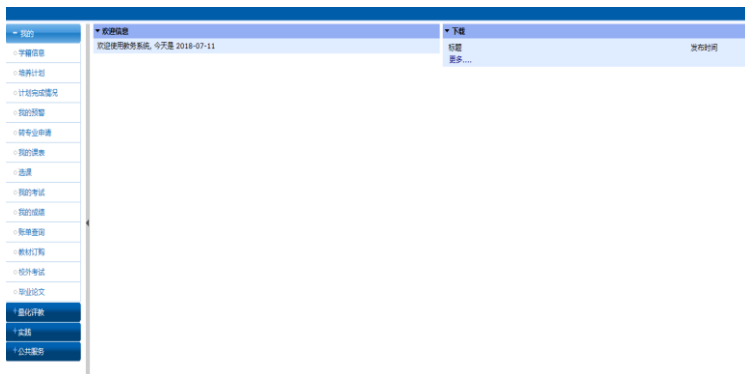 我的
学籍信息
培养计划
计划完成情况
我的预警
转专业申请
我的课表
选课
我的考试
我的成绩
账单查询
教材订购
校外考试
毕业论文
量化评教
实践
公共服务
欢迎信息
欢迎使用教务系统, 今天是 2018-07-11
下载
标题 发布时间
更多....